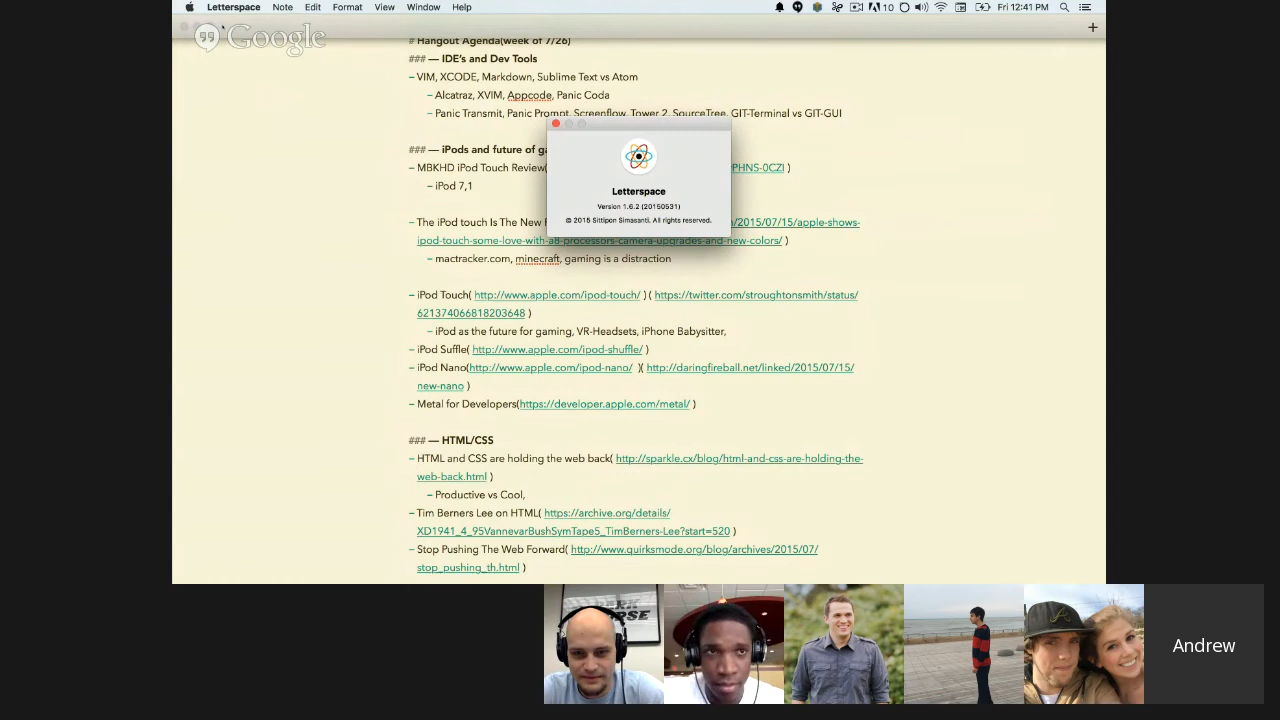 Letterspace Note Edit Format View Window Help 10 Fri 12:41 PM
Google
# Hangout Agenda(week of 7/26)
### — IDE's and Dev Tools
– VIM, XCODE, Markdown, Sublime Text vs Atom
– Alcatraz, XVIM, Appcode, Panic Coda
– Panic Transmit, Panic Prompt, Screenflow, Tower 2, SourceTree, GIT-Terminal vs GIT-GUI
### — iPods and future of
– MBKHD iPod Touch Review( PHNS-0CZI )
– iPod 7,1
– The iPod touch Is The New /2015/07/15/apple-shows-
ipod-touch-some-love-with-a8-processors-camera-upgrades-and-new-colors/ )
– mactracker.com, minecraft, gaming is a distraction
Letterspace
Version 1.6.2 (20150531)
© 2015 Sittipon Simasanti. All rights reserved.
– iPod Touch( http://www.apple.com/ipod-touch/ ) ( https://twitter.com/stroughtonsmith/status/
621374066818203648 )
– iPod as the future for gaming, VR-Headsets, iPhone Babysitter,
– iPod Suffle( http://www.apple.com/ipod-shuffle/ )
– iPod Nano(http://www.apple.com/ipod-nano/ )( http://daringfireball.net/linked/2015/07/15/
new-nano )
– Metal for Developers(https://developer.apple.com/metal/ )
### — HTML/CSS
– HTML and CSS are holding the web back( http://sparkle.cx/blog/html-and-css-are-holding-the-
web-back.html )
– Productive vs Cool,
– Tim Berners Lee on HTML( https://archive.org/details/
XD1941_4_95VannevarBushSymTape5_TimBerners-Lee?start=520 )
– Stop Pushing The Web Forward( http://www.quirksmode.org/blog/archives/2015/07/
stop_pushing_th.html )
Andrew